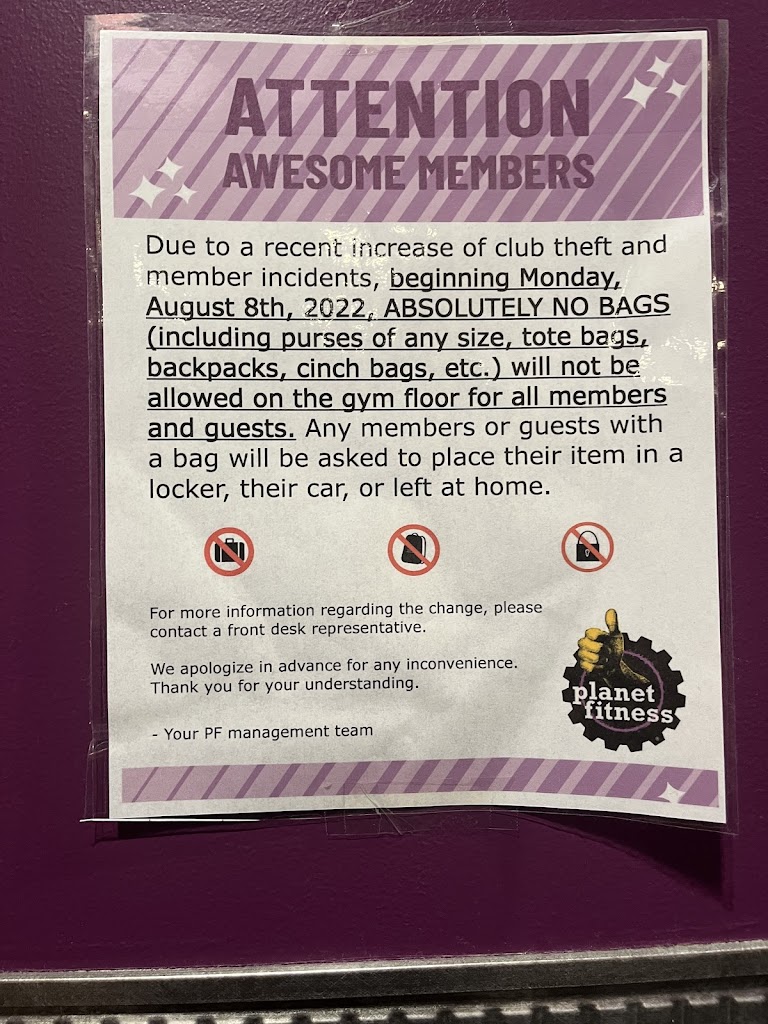 ATTENTION
AWESOME MEMBERS
Due to a recent increase of club theft and
member incidents, beginning Monday,
August 8th, 2022, ABSOLUTELY NO BAGS
(including purses of any size, tote bags,
backpacks, cinch bags, etc.) will not be
allowed on the gym floor for all members
and guests. Any members or guests with
a bag will be asked to place their item in a
locker, their car, or left at home.
For more information regarding the change, please
contact a front desk representative.
We apologize in advance for any inconvenience.
Thank you for your understanding.
- Your PF management team
planet
fitness